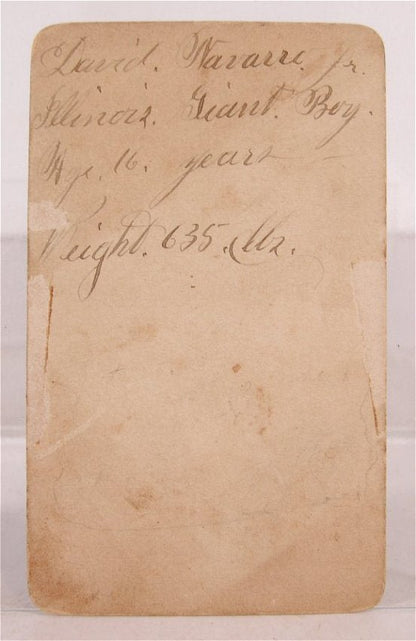 David. Navarre Jr.
Illinois. Giant. Boy.
Age. 16. years
Weight. 635. lbs.